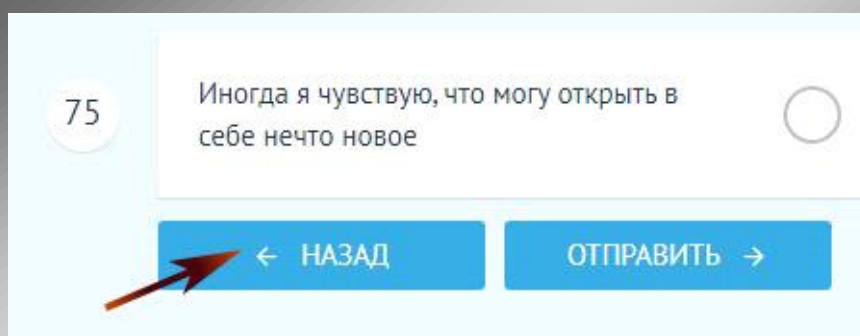 75
Иногда я чувствую, что могу открыть в
себе нечто новое
← НАЗАД
ОТПРАВИТЬ →